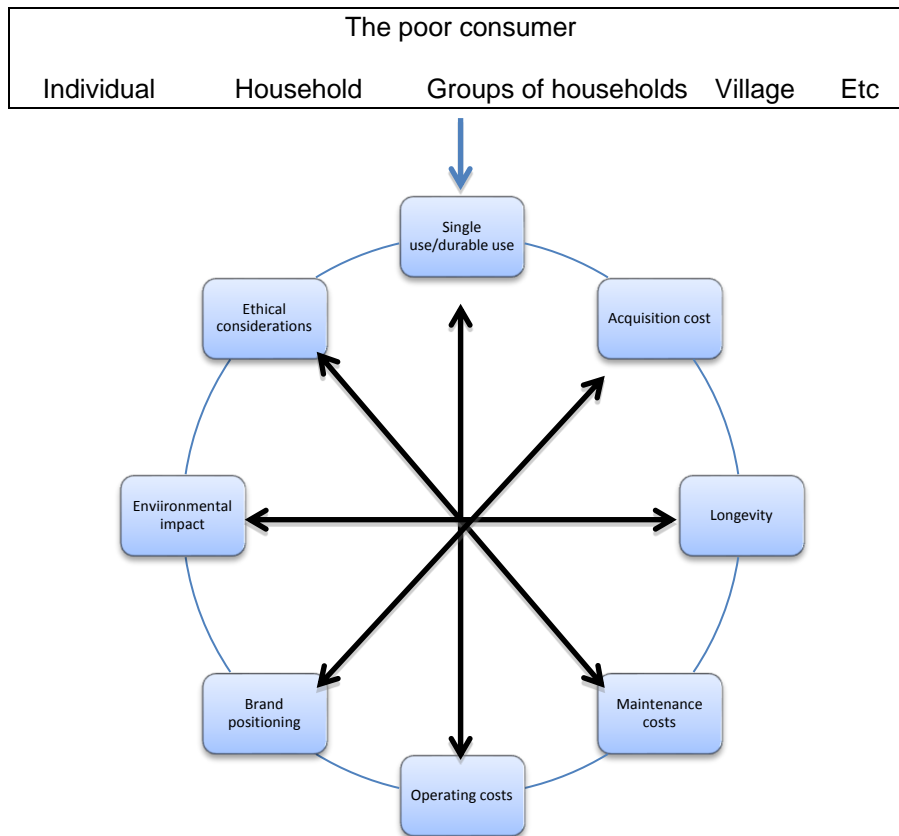 The poor consumer
Individual Household Groups of households Village Etc
Single
use/durable use
Acquisition cost
Longevity
Maintenance
costs
Operating costs
Brand
positioning
Enviironmental
impact
Ethical
considerations